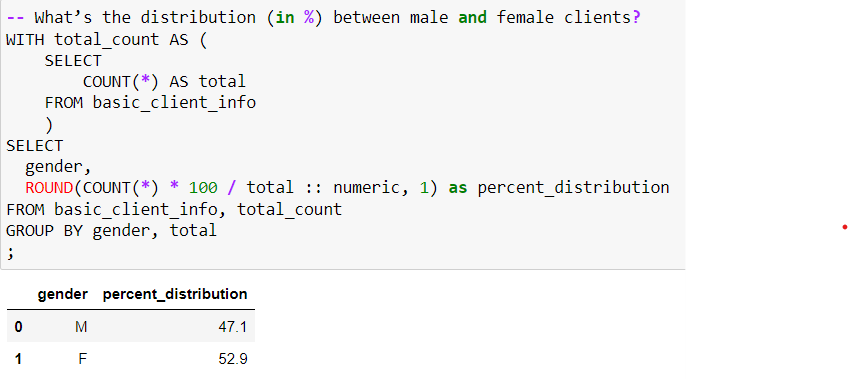 -- What’s the distribution (in %) between male and female clients?
WITH total_count AS (
    SELECT
        COUNT(*) AS total
    FROM basic_client_info
    )
SELECT
  gender,
  ROUND(COUNT(*) * 100 / total :: numeric, 1) as percent_distribution
FROM basic_client_info, total_count
GROUP BY gender, total
;
gender percent_distribution
0 M 47.1
1 F 52.9